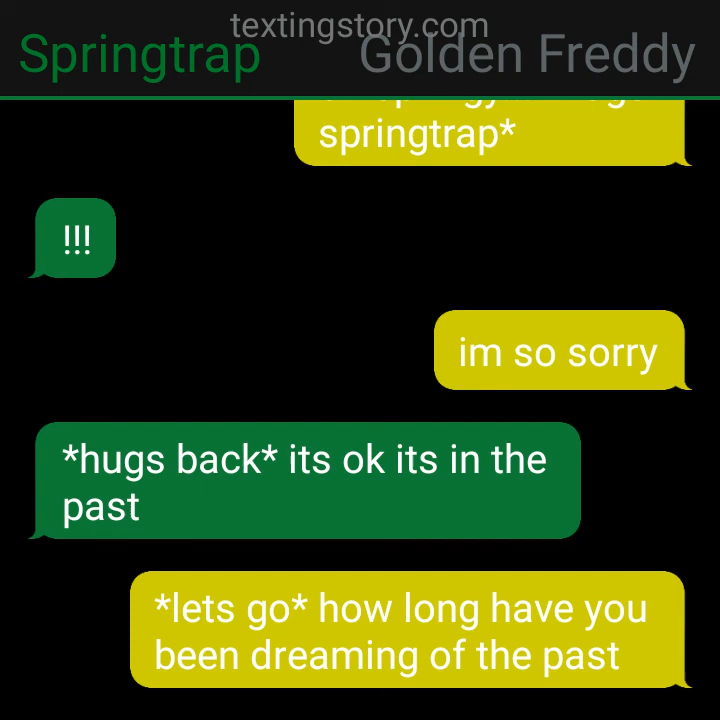 textingstory.com
Springtrap Golden Freddy
springtrap*
!!!
im so sorry
*hugs back* its ok its in the
past
*lets go* how long have you
been dreaming of the past